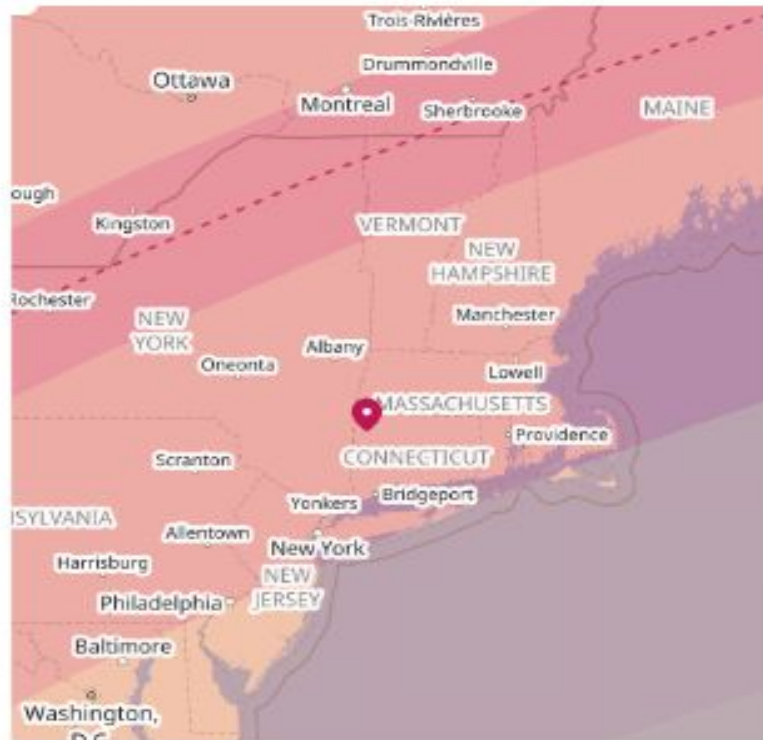 Trois-Rivières
Drummondville
Ottawa
Montreal
Sherbrooke
MAINE
ough
Kingston
VERMONT
NEW
HAMPSHIRE
Rochester
NEW
YORK
Manchester
Albany
Oneonta
Lowell
MASSACHUSETTS
Providence
CONNECTICUT
Scranton
Yonkers
Bridgeport
SYLVANIA
Allentown
New York
Harrisburg
NEW
JERSEY
Philadelphia
Baltimore
Washington,
D.C.